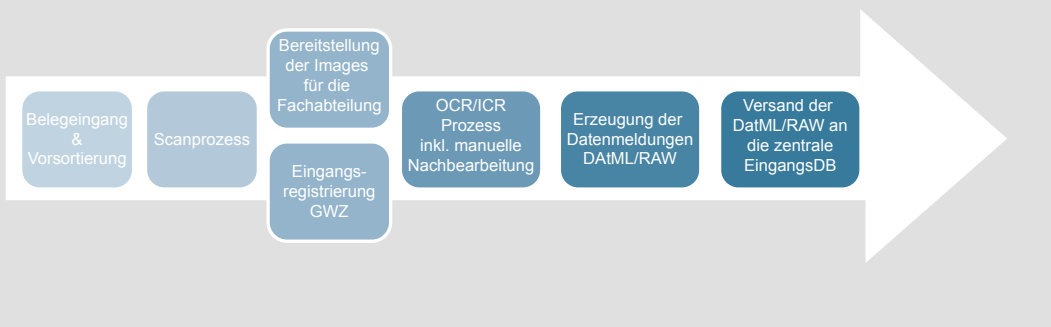 Belegeingang
&
Vorsortierung
Scanprozess
Bereitstellung
der Images
für die
Fachabteilung
Eingangs-
registrierung
GWZ
OCR/ICR
Prozess
inkl. manuelle
Nachbearbeitung
Erzeugung der
Datenmeldungen
DAtML/RAW
Versand der
DatML/RAW an
die zentrale
EingangsDB